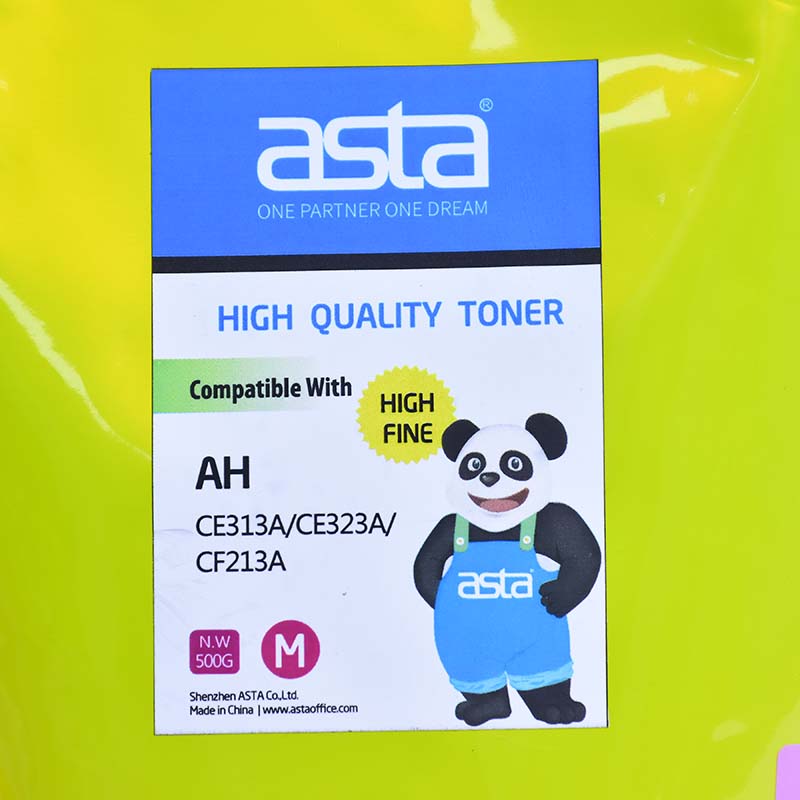 asta®
ONE PARTNER ONE DREAM
HIGH QUALITY TONER
Compatible With
HIGH
FINE
AH
CE313A/CE323A/
CF213A
asta
N.W
500G
M
Shenzhen ASTA Co.,Ltd.
Made in China | www.astaoffice.com